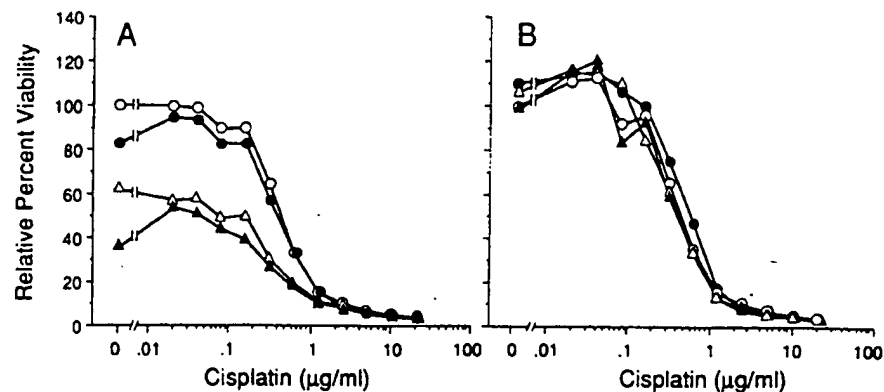 A
B
Relative Percent Viability
140
120
100
80
60
40
20
0
0 .01 .1 1 10 100
0 .01 0.1 1 10 100
Cisplatin (μg/ml)
Cisplatin (μg/ml)